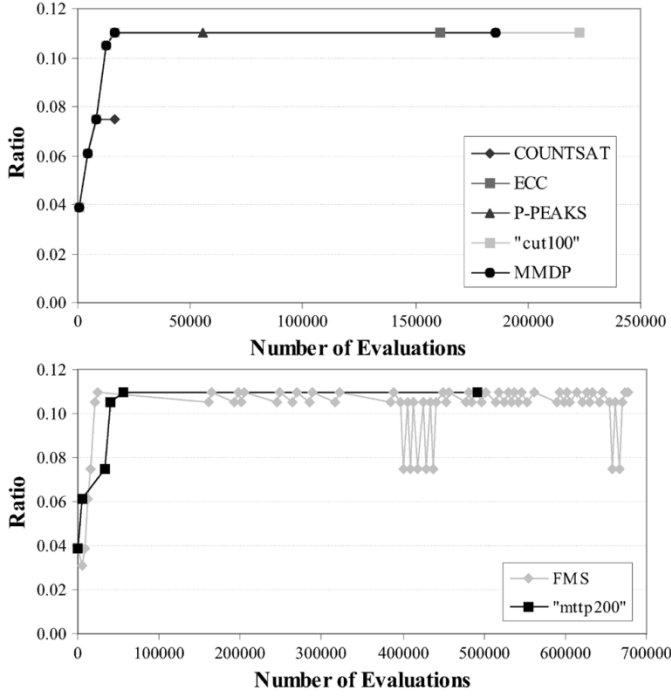 0.12
0.10
0.08
0.06
0.04
0.02
0.00
Ratio
COUNTSAT
ECC
P-PEAKS
"cut100"
MMDP
0 50000 100000 150000 200000 250000
Number of Evaluations
0.12
0.10
0.08
0.06
0.04
0.02
0.00
Ratio
FMS
"mttp200"
0 100000 200000 300000 400000 500000 600000 700000
Number of Evaluations